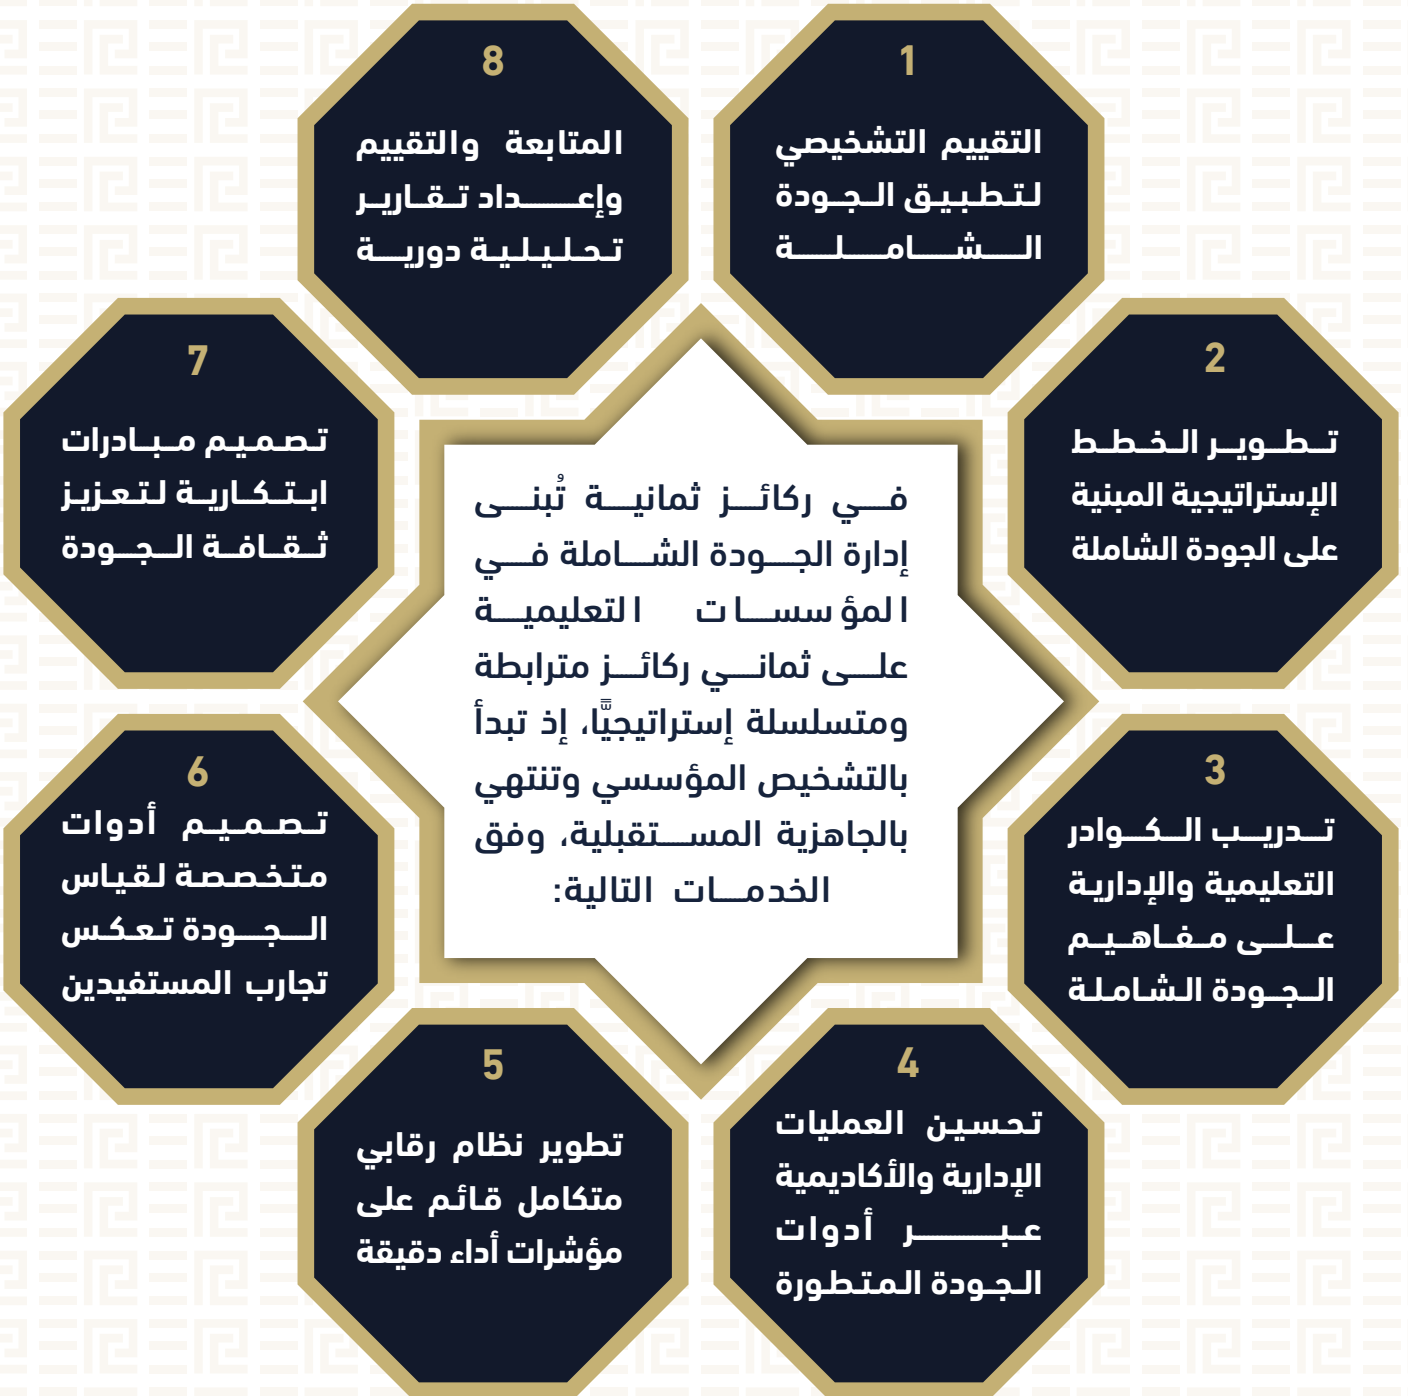 في ركائز ثمانية تُبنى
إدارة الجودة الشاملة في
المؤسسات التعليمية
على ثماني ركائز مترابطة
ومتسلسلة إستراتيجيًّا، إذ تبدأ
بالتشخيص المؤسسي وتنتهي
بالجاهزية المستقبلية، وفق
الخدمات التالية:
1
التقييم التشخيصي
لتطبيق الجودة
الشاملة
2
تطوير الخطط
الإستراتيجية المبنية
على الجودة الشاملة
3
تدريب الكوادر
التعليمية والإدارية
على مفاهيم
الجودة الشاملة
4
تحسين العمليات
الإدارية والأكاديمية
عبر أدوات
الجودة المتطورة
5
تطوير نظام رقابي
متكامل قائم على
مؤشرات أداء دقيقة
6
تصميم أدوات
متخصصة لقياس
الجودة تعكس
تجارب المستفيدين
7
تصميم مبادرات
ابتكارية لتعزيز
ثقافة الجودة
8
المتابعة والتقييم
وإعداد تقارير
تحليلية دورية